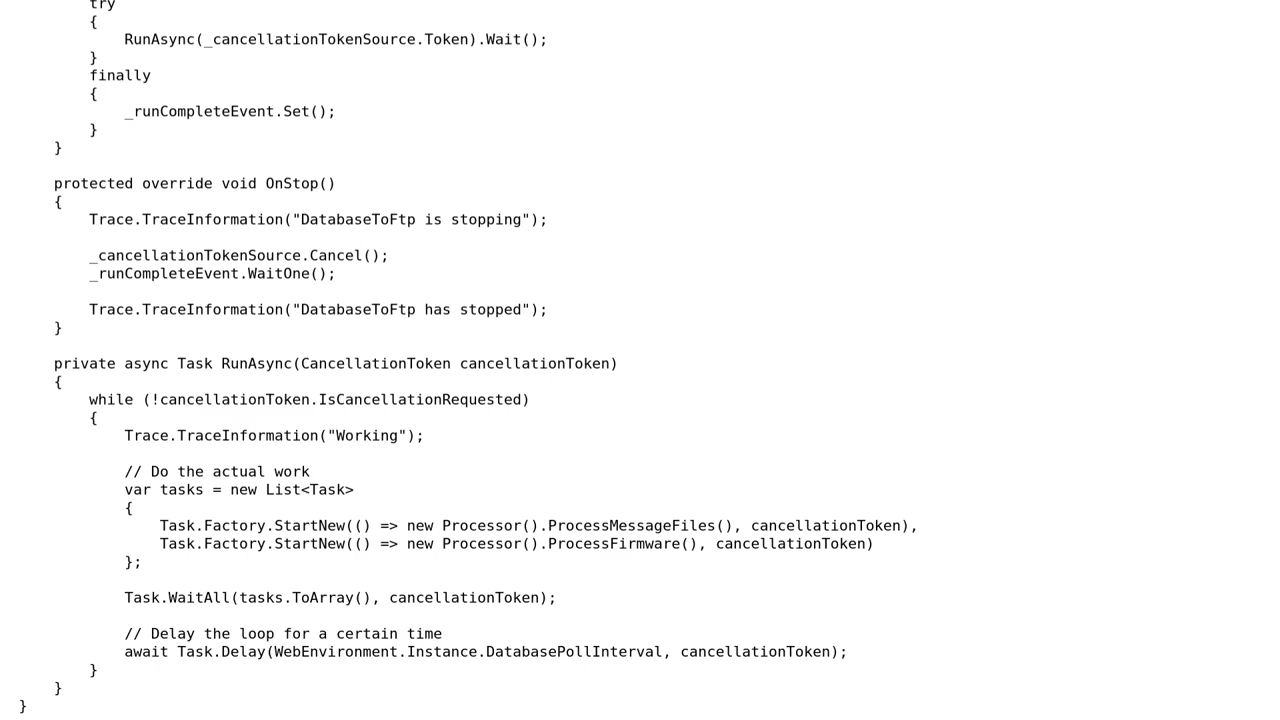 try
{
RunAsync(_cancellationTokenSource.Token).Wait();
}
finally
{
_runCompleteEvent.Set();
}
}
protected override void OnStop()
{
Trace.TraceInformation("DatabaseToFtp is stopping");
_cancellationTokenSource.Cancel();
_runCompleteEvent.WaitOne();
Trace.TraceInformation("DatabaseToFtp has stopped");
}
private async Task RunAsync(CancellationToken cancellationToken)
{
while (!cancellationToken.IsCancellationRequested)
{
Trace.TraceInformation("Working");
// Do the actual work
var tasks = new List<Task>
{
Task.Factory.StartNew(() => new Processor().ProcessMessageFiles(), cancellationToken),
Task.Factory.StartNew(() => new Processor().ProcessFirmware(), cancellationToken)
};
Task.WaitAll(tasks.ToArray(), cancellationToken);
// Delay the loop for a certain time
await Task.Delay(WebEnvironment.Instance.DatabasePollInterval, cancellationToken);
}
}
}